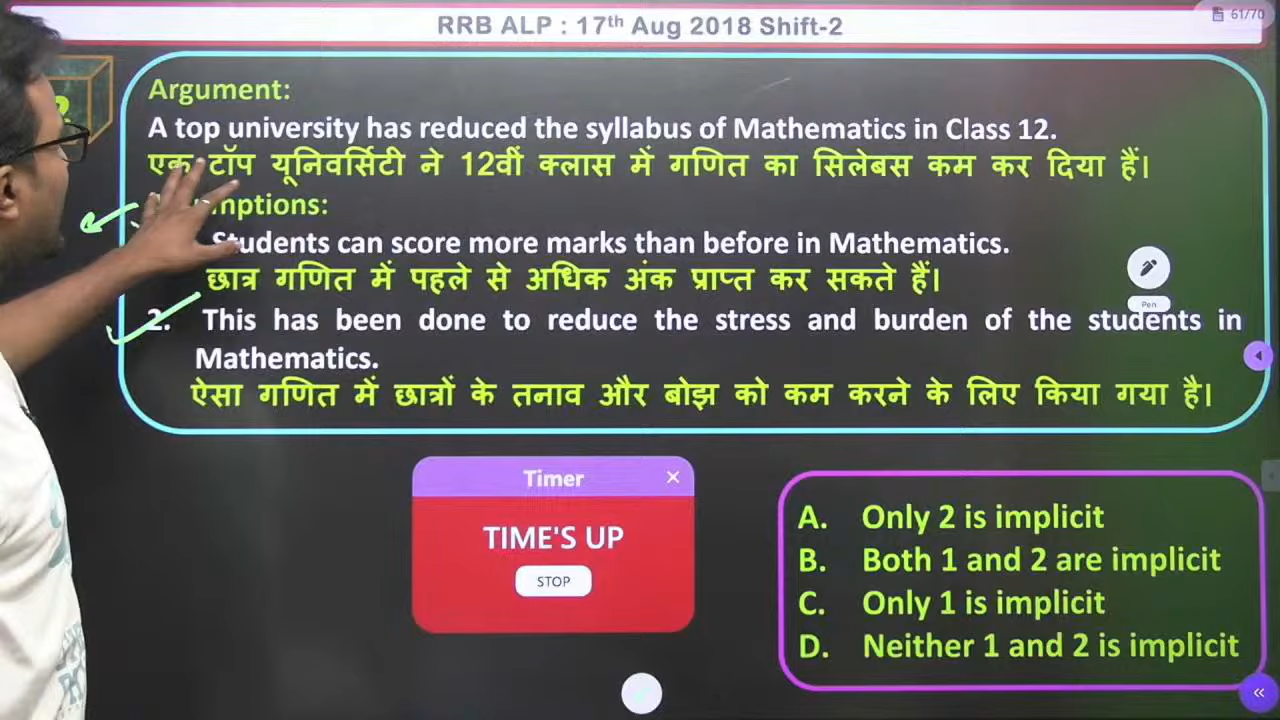 RRB ALP : 17th Aug 2018 Shift-2
61/70
Argument:
A top university has reduced the syllabus of Mathematics in Class 12.
एक टॉप यूनिवर्सिटी ने 12वीं क्लास में गणित का सिलेबस कम कर दिया हैं।
Students can score more marks than before in Mathematics.
छात्र गणित में पहले से अधिक अंक प्राप्त कर सकते हैं।
Pen
2. This has been done to reduce the stress and burden of the students in
Mathematics.
ऐसा गणित में छात्रों के तनाव और बोझ को कम करने के लिए किया गया है।
Timer
TIME'S UP
STOP
A. Only 2 is implicit
B. Both 1 and 2 are implicit
C. Only 1 is implicit
D. Neither 1 and 2 is implicit